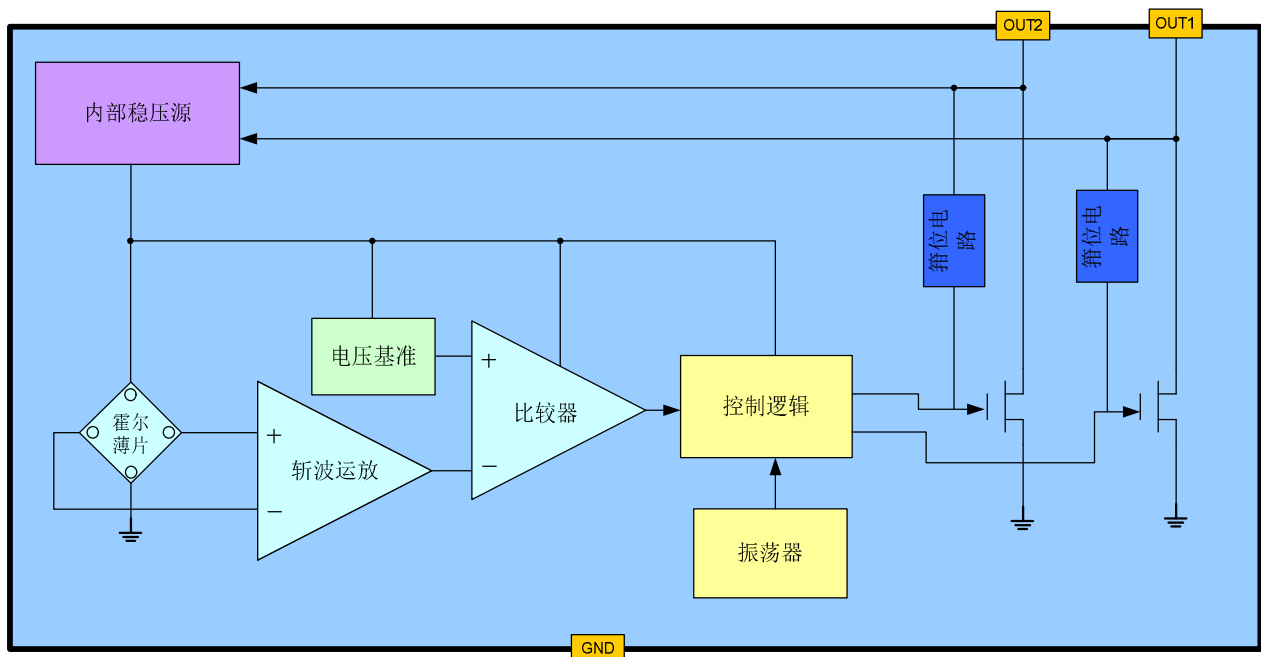 OUT2
OUT1
内部稳压源
箝位电
路
箝位电
路
电压基准
+
比较器
−
控制逻辑
霍尔
薄片
+
斩波运放
−
振荡器
GND